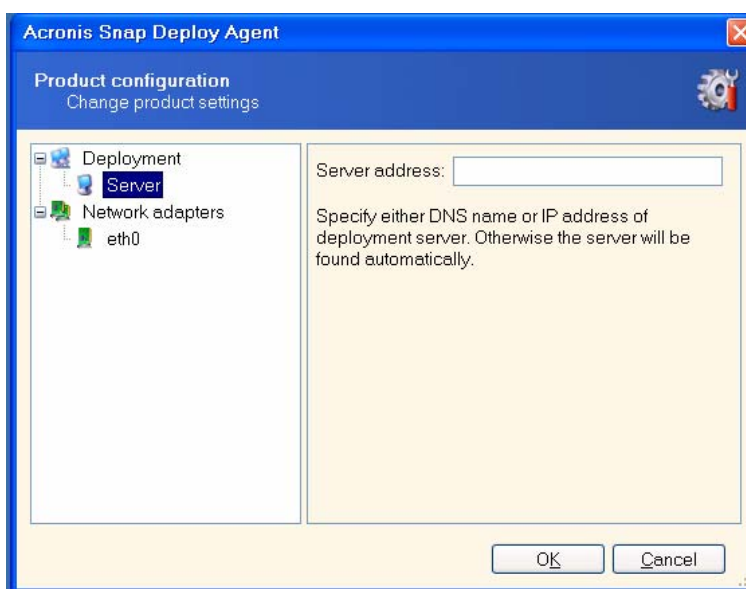 Acronis Snap Deploy Agent
Product configuration
Change product settings
Deployment
Server
Network adapters
eth0
Server address:
Specify either DNS name or IP address of
deployment server. Otherwise the server will be
found automatically.
OK
Cancel